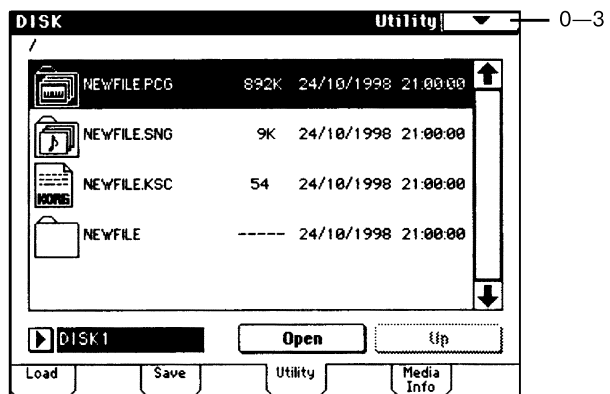 DISK Utility 0—3
/
NEWFILE.PCG 892K 24/10/1998 21:00:00
NEWFILE.SNG 9K 24/10/1998 21:00:00
KORG NEWFILE.KSC 54 24/10/1998 21:00:00
NEWFILE ----- 24/10/1998 21:00:00
DISK1 Open Up
Load Save Utility Media Info